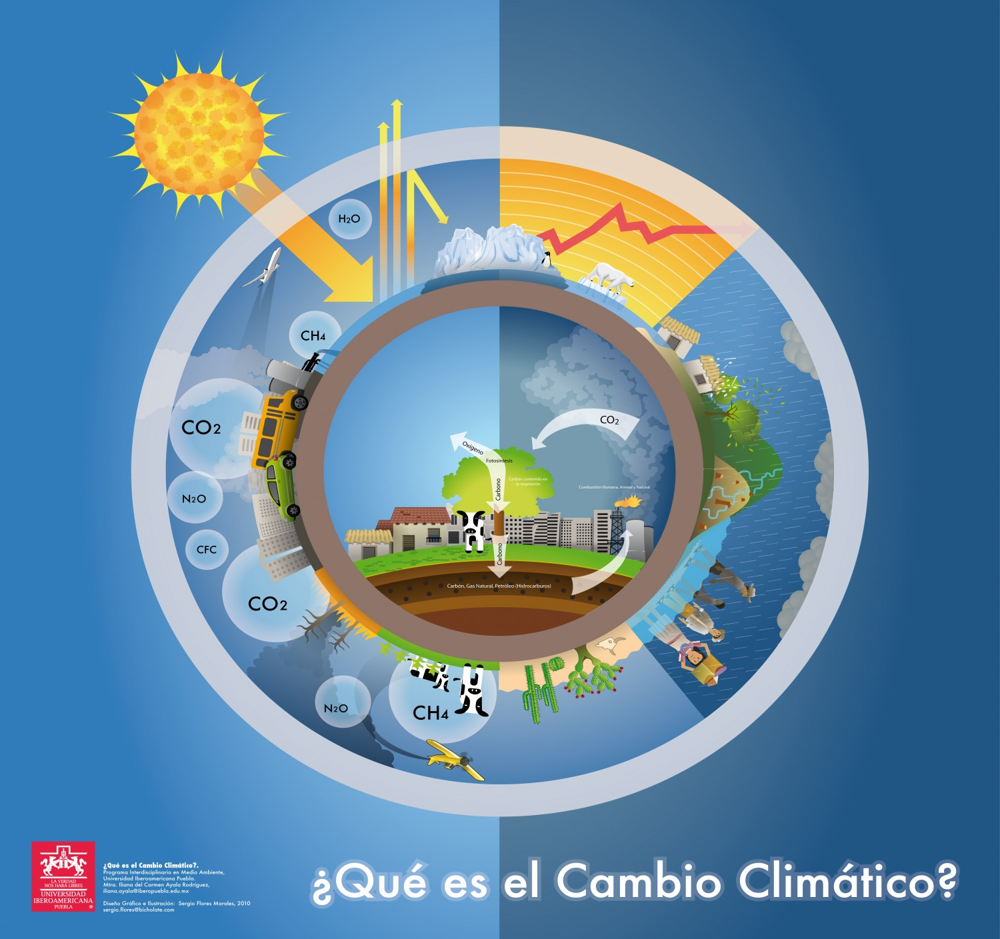 H2O
CH4
CO2
N2O
CFC
CO2
N2O
CH4
CO2
Oxígeno
Fotosíntesis
Carbono
Carbón contenido en
la vegetación
Combustión Humana, Animal y Natural
Carbono
Carbón, Gas Natural, Petróleo (Hidrocarburos)
LA VERDAD
NOS HARÁ LIBRES
UNIVERSIDAD
IBEROAMERICANA
PUEBLA ®
¿Qué es el Cambio Climático?.
Programa Interdisciplinario en Medio Ambiente,
Universidad Iberoamericana Puebla.
Mtra. Iliana del Carmen Ayala Rodríguez,
iliana.ayala@iberopuebla.edu.mx
Diseño Gráfico e Ilustración: Sergio Flores Morales, 2010
sergio.flores@bicholate.com
¿Qué es el Cambio Climático?